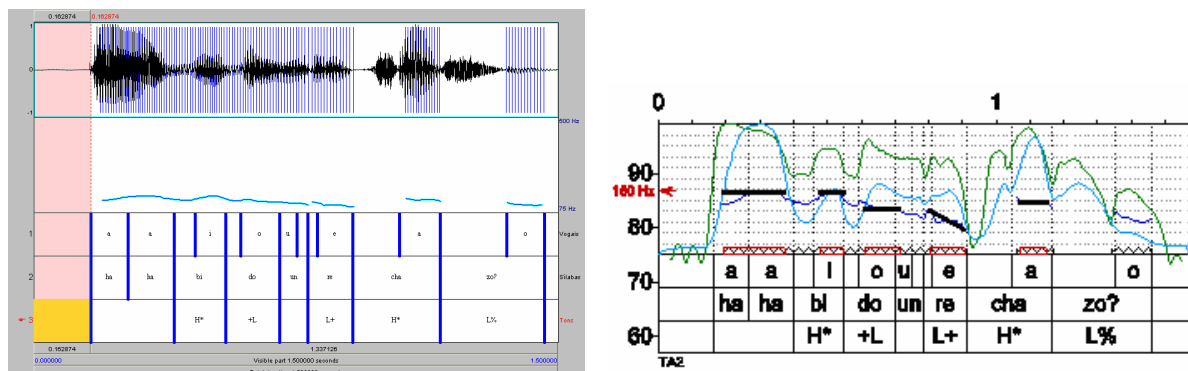 0.162874 0.162874
1
0
-1
500 Hz
75 Hz
1 a a i o u e o Vogais
2 ha ha bi do un re cha zo? Sílabas
3 H* +L L+ H* L% Tons
0.162874 1.337126
0.000000 Visible part 1.500000 seconds 1.500000
0 1
90
150 Hz
80
70
60
a a i o u e a o
ha ha bi do un re cha zo?
H* +L L+ H* L%
TA2